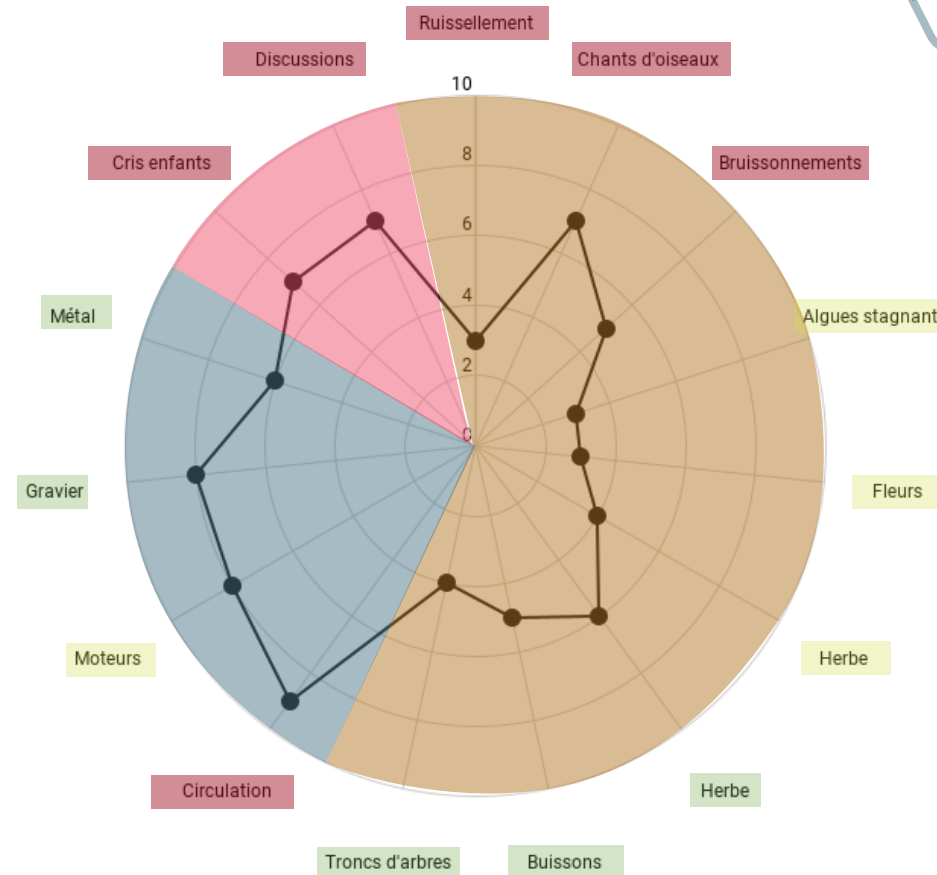 Ruissellement
Discussions
Chants d'oiseaux
10
8
Cris enfants
Bruissonnements
6
4
Métal
Algues stagnant
2
0
Gravier
Fleurs
Moteurs
Herbe
Circulation
Herbe
Troncs d'arbres
Buissons